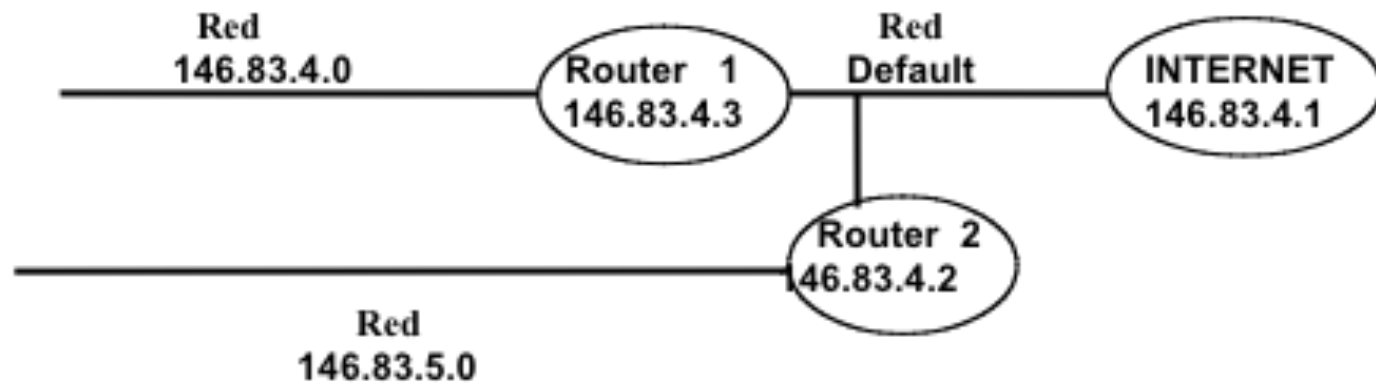 Red
146.83.4.0
Router 1
146.83.4.3
Red
Default
INTERNET
146.83.4.1
Router 2
146.83.4.2
Red
146.83.5.0